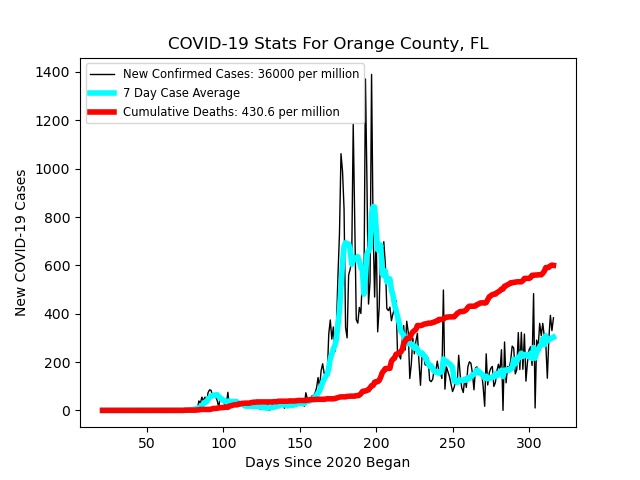 COVID-19 Stats For Orange County, FL
New Confirmed Cases: 36000 per million
7 Day Case Average
Cumulative Deaths: 430.6 per million
New COVID-19 Cases
1400
1200
1000
800
600
400
200
0
50
100
150
200
250
300
Days Since 2020 Began